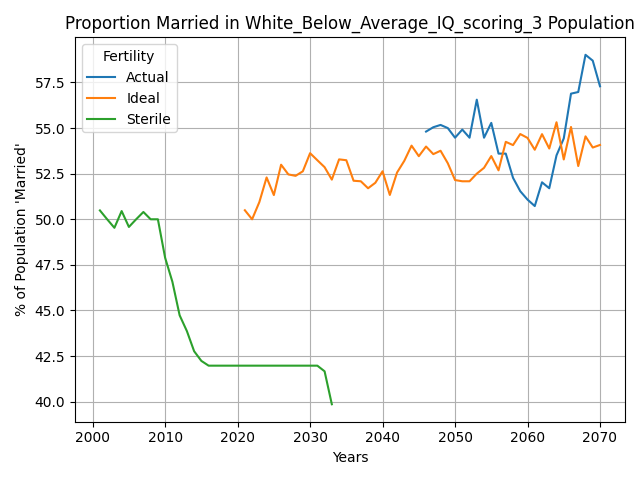 Proportion Married in White_Below_Average_IQ_scoring_3 Population
Fertility
Actual
Ideal
Sterile
% of Population 'Married'
57.5
55.0
52.5
50.0
47.5
45.0
42.5
40.0
2000 2010 2020 2030 2040 2050 2060 2070
Years